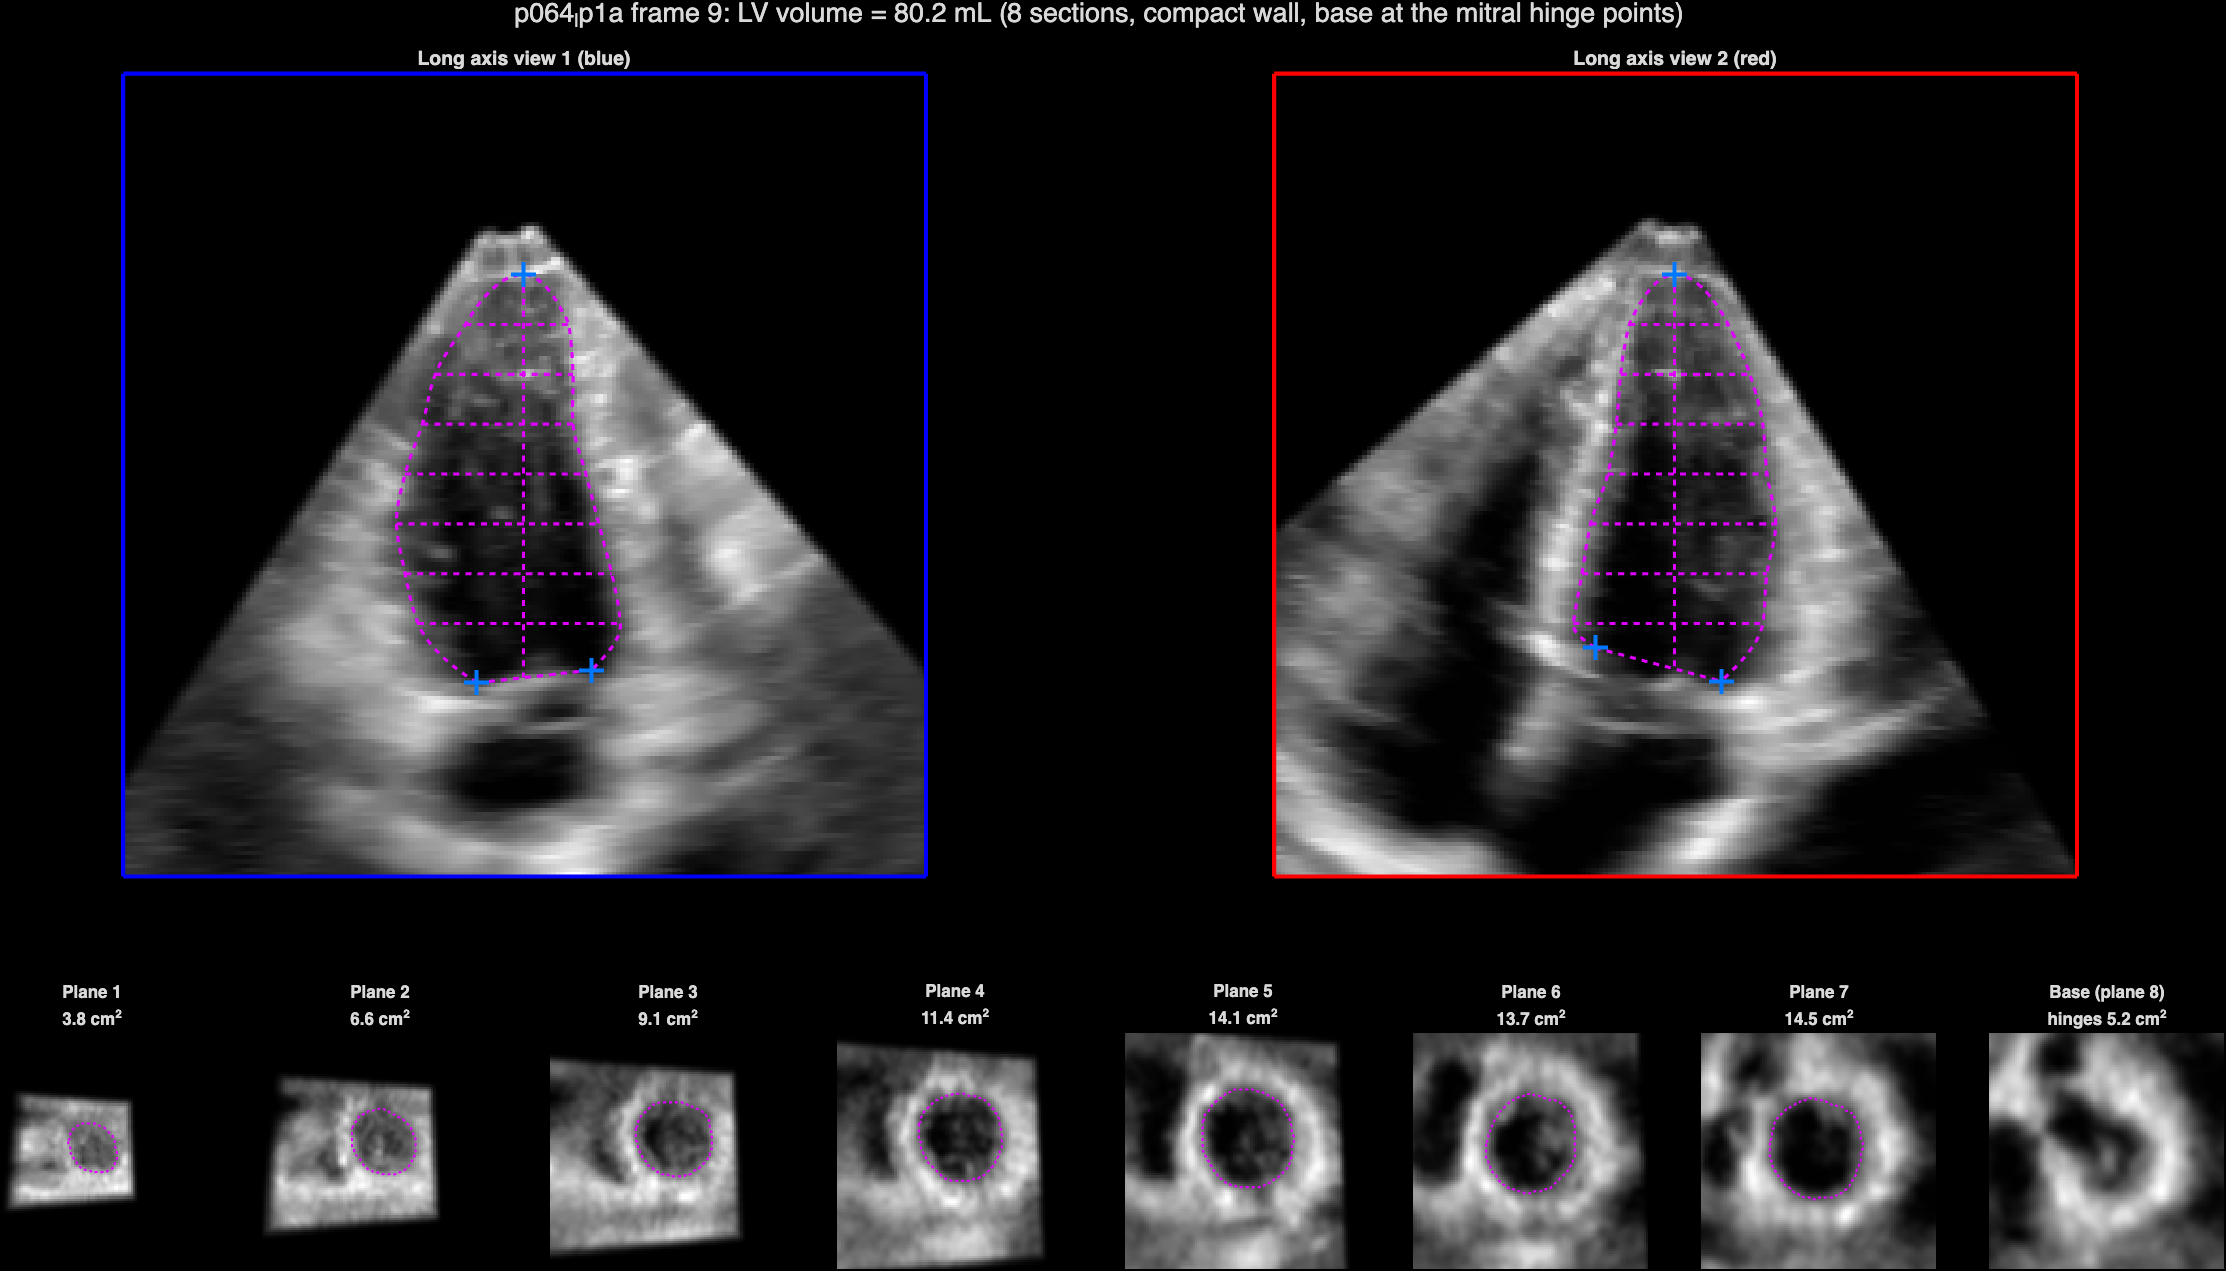 p064ₗp1a frame 9: LV volume = 80.2 mL (8 sections, compact wall, base at the mitral hinge points)
Long axis view 1 (blue)
Long axis view 2 (red)
Plane 1
3.8 cm²
Plane 2
6.6 cm²
Plane 3
9.1 cm²
Plane 4
11.4 cm²
Plane 5
14.1 cm²
Plane 6
13.7 cm²
Plane 7
14.5 cm²
Base (plane 8)
hinges 5.2 cm²